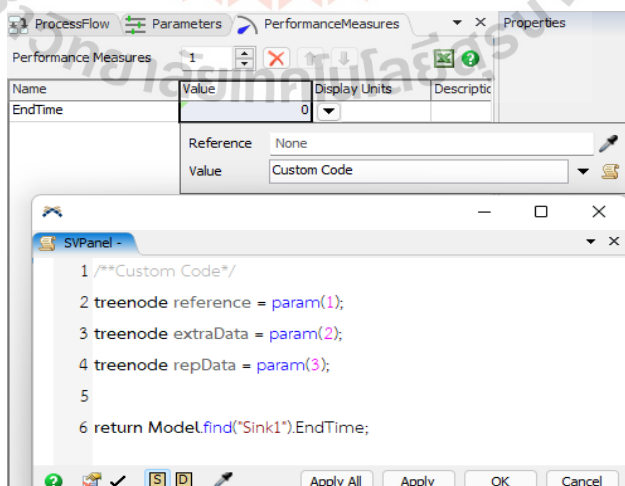 ProcessFlow Parameters PerformanceMeasures Properties
Performance Measures 1
Name Value Display Units Descriptic
EndTime 0
Reference None
Value Custom Code
SVPanel -
1 /**Custom Code*/
2 treenode reference = param(1);
3 treenode extraData = param(2);
4 treenode repData = param(3);
5
6 return Model.find("Sink1").EndTime;
S D Apply All Apply OK Cancel